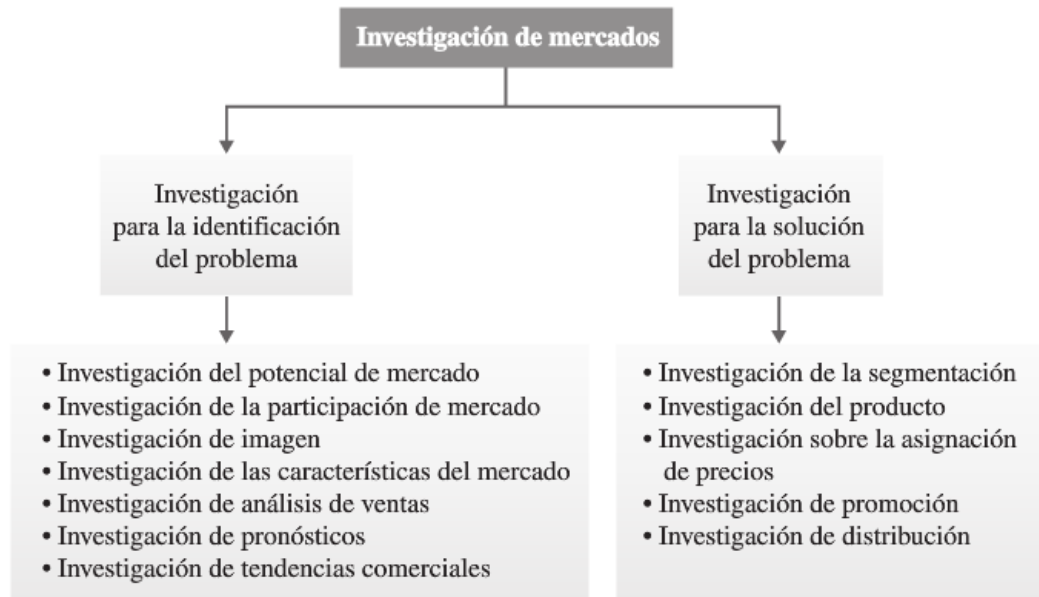 Investigación de mercados
Investigación
para la identificación
del problema
Investigación
para la solución
del problema
• Investigación del potencial de mercado
• Investigación de la participación de mercado
• Investigación de imagen
• Investigación de las características del mercado
• Investigación de análisis de ventas
• Investigación de pronósticos
• Investigación de tendencias comerciales
• Investigación de la segmentación
• Investigación del producto
• Investigación sobre la asignación
de precios
• Investigación de promoción
• Investigación de distribución